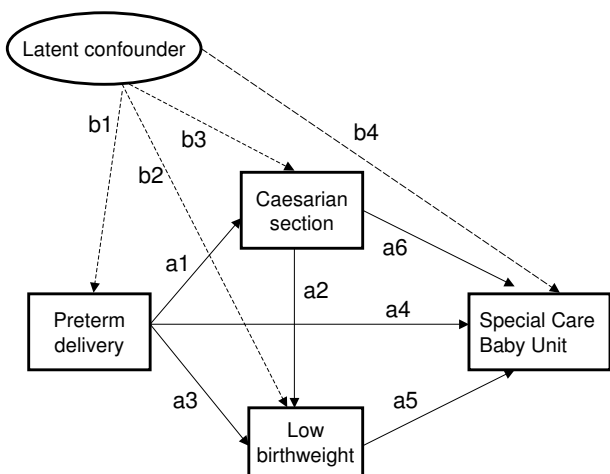 Latent confounder
b1
b3
b2
b4
Caesarian
section
a1
a2
a6
Preterm
delivery
a4
Special Care
Baby Unit
a3
a5
Low
birthweight